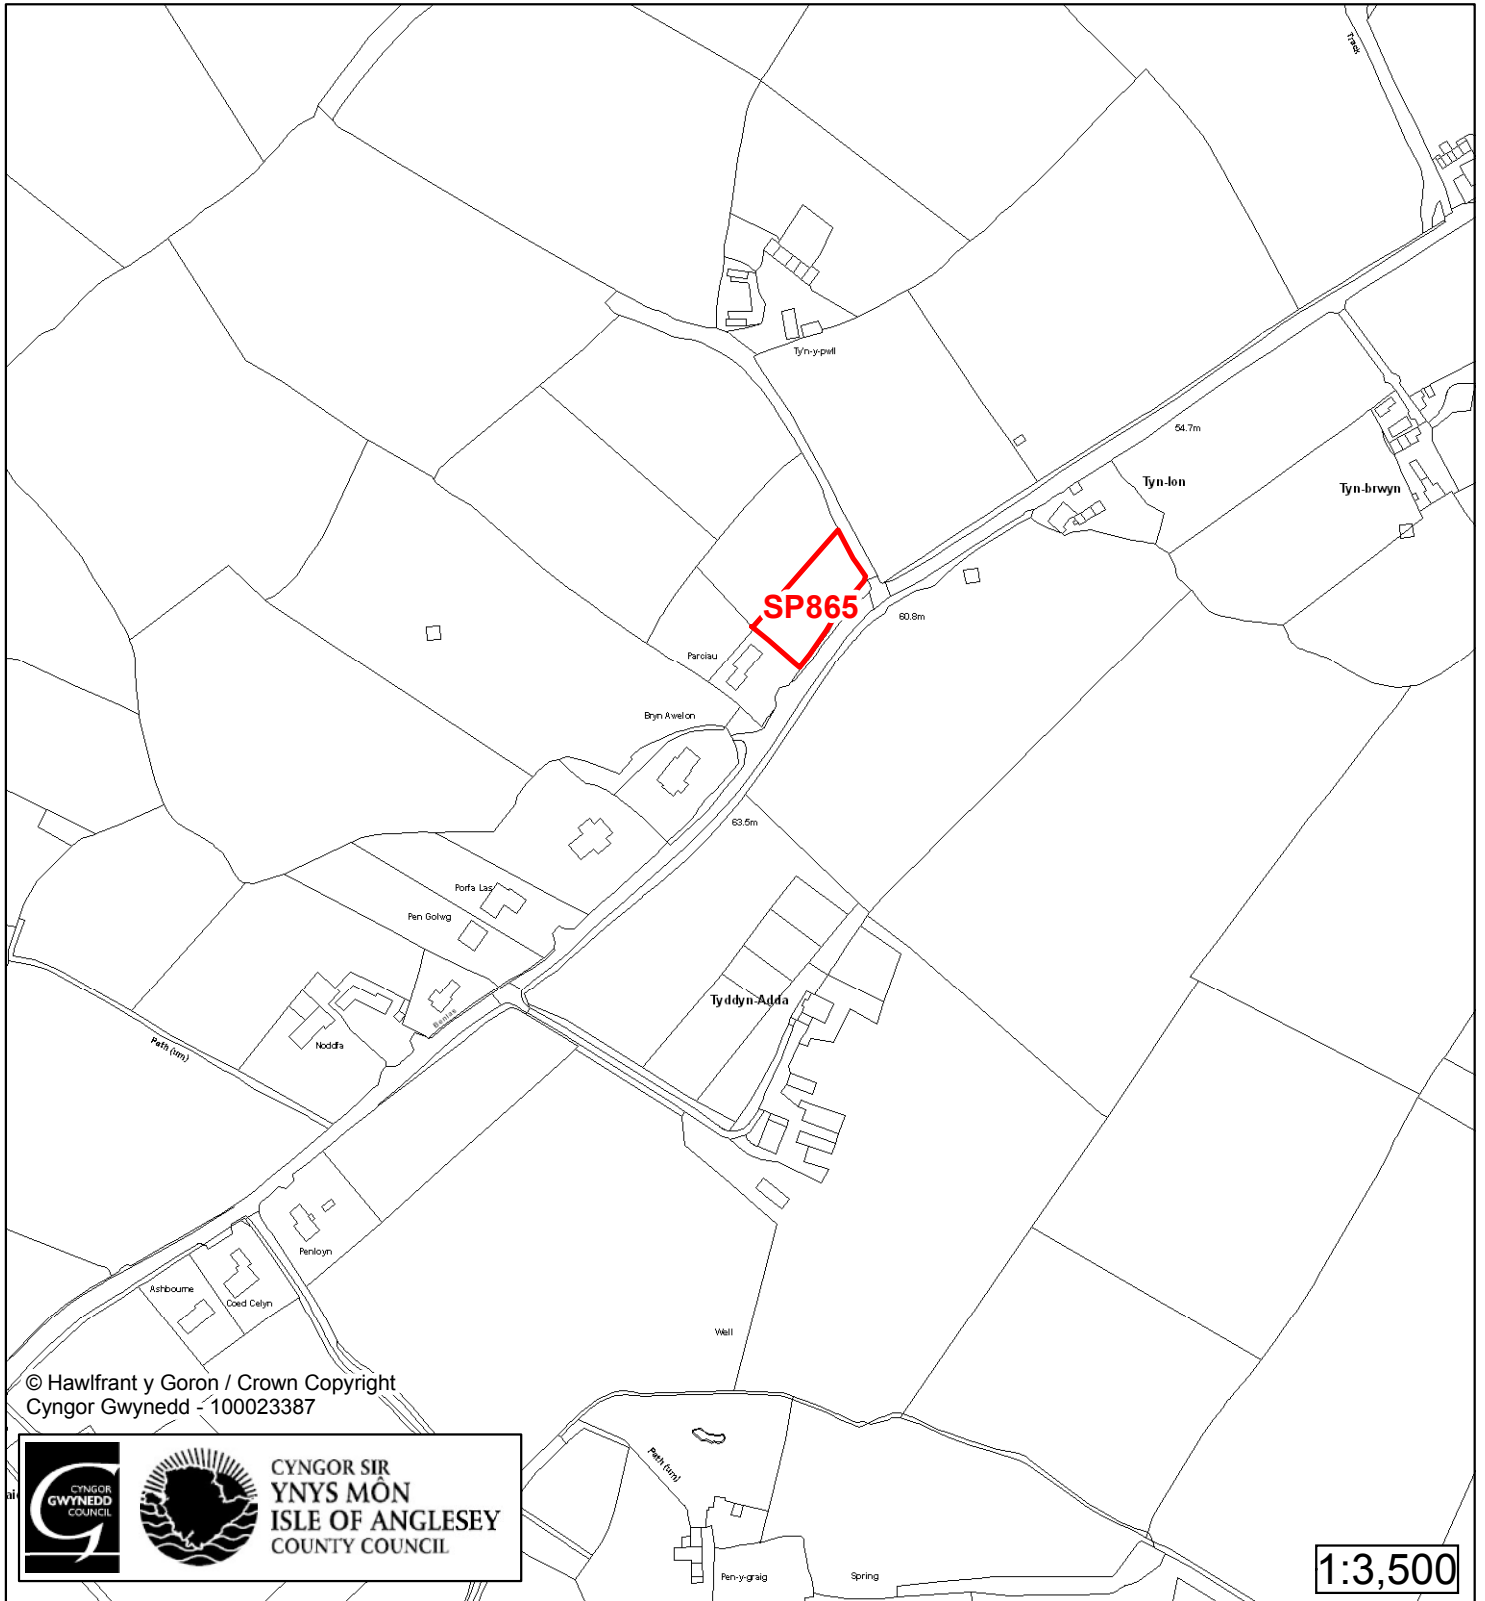 Track
Ty'n-y-pwll
54.7m
Tyn-lon
Tyn-brwyn
SP865
60.8m
Parciau
Bryn Awelon
63.5m
Porfa Las
Pen Golwg
Tyddyn-Adda
Noddfa
Path (um)
Penloyn
Ashbourne
Coed Celyn
Well
© Hawlfraint y Goron / Crown Copyright
Cyngor Gwynedd - 100023387
CYNGOR
GWYNEDD
COUNCIL
CYNGOR SIR
YNYS MÔN
ISLE OF ANGLESEY
COUNTY COUNCIL
Path (um)
Pen-y-graig
Spring
1:3,500